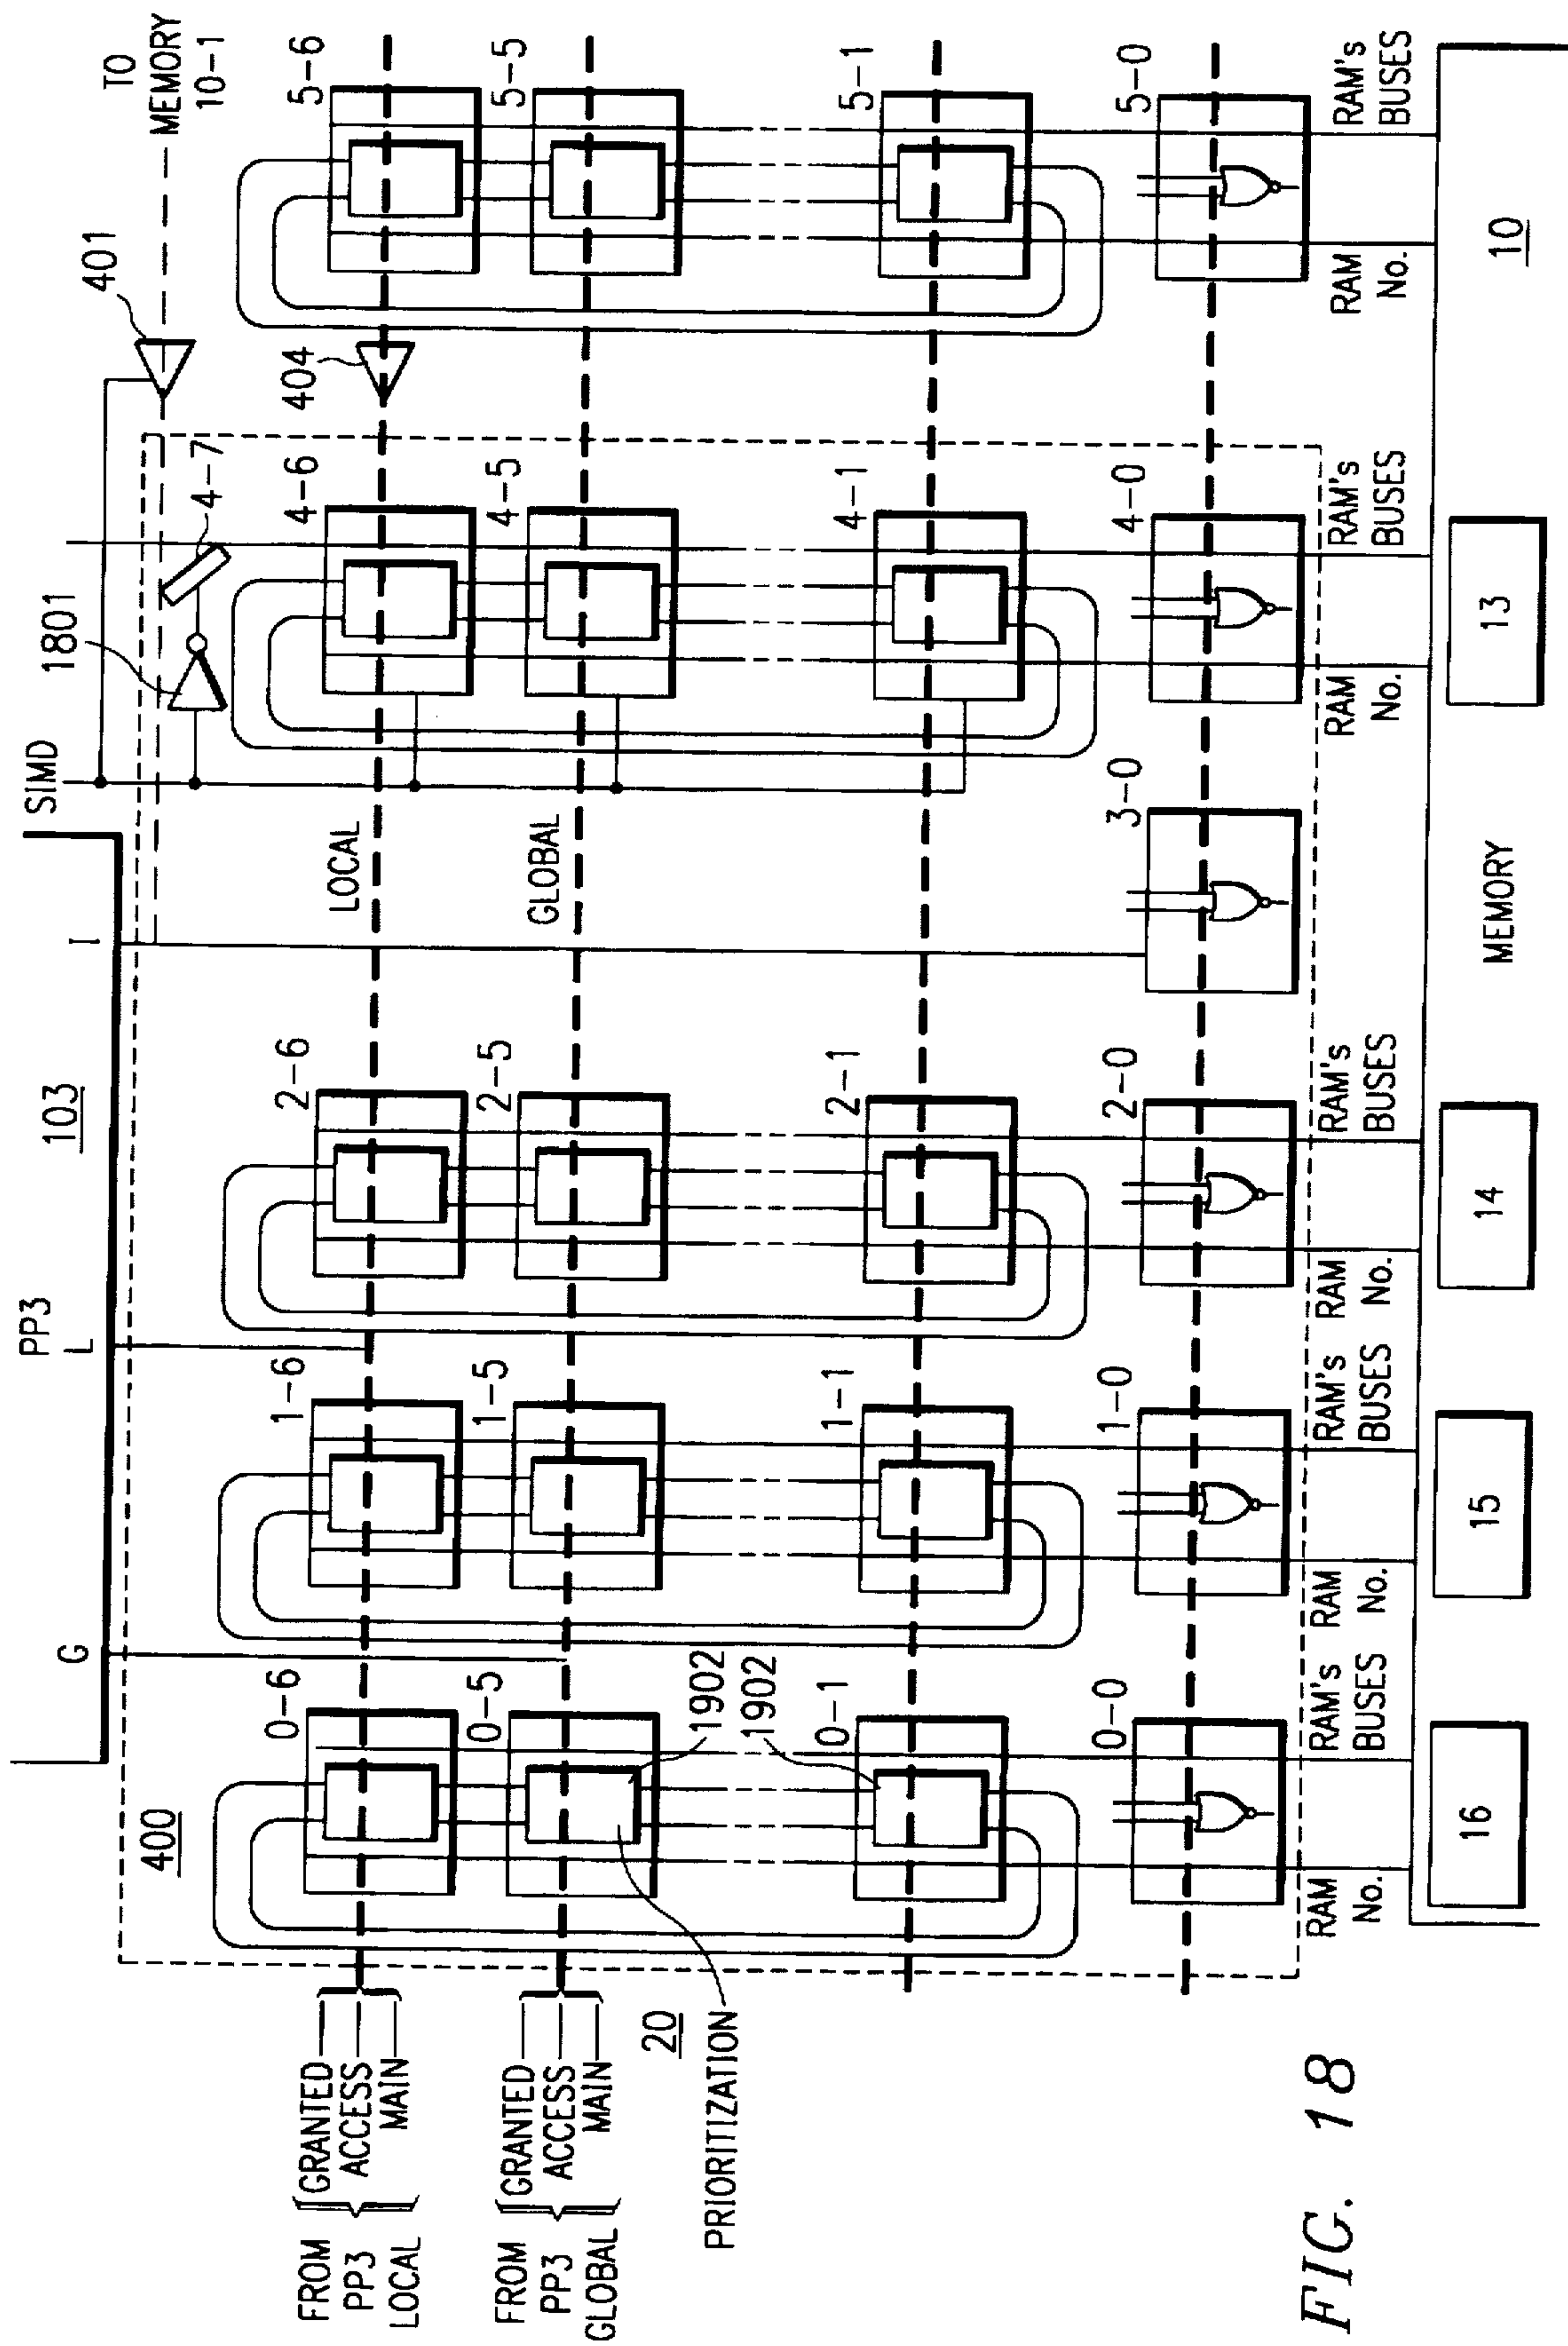 103
PP3
G
L
I
SIMD
TO
MEMORY
10-1
400
1801
4-7
401
404
LOCAL
GLOBAL
0-6
1-6
2-6
4-6
5-6
0-5
1-5
2-5
4-5
5-5
0-1
1-1
2-1
4-1
5-1
0-0
1-0
2-0
3-0
4-0
5-0
1902
1902
FROM
PP3
LOCAL
GRANTED
ACCESS
MAIN
FROM
PP3
GLOBAL
GRANTED
ACCESS
MAIN
20
PRIORITIZATION
RAM
No.
RAM's
BUSES
RAM
No.
RAM's
BUSES
RAM
No.
RAM's
BUSES
RAM
No.
RAM's
BUSES
RAM
No.
RAM's
BUSES
16
15
14
MEMORY
13
10
FIG. 18